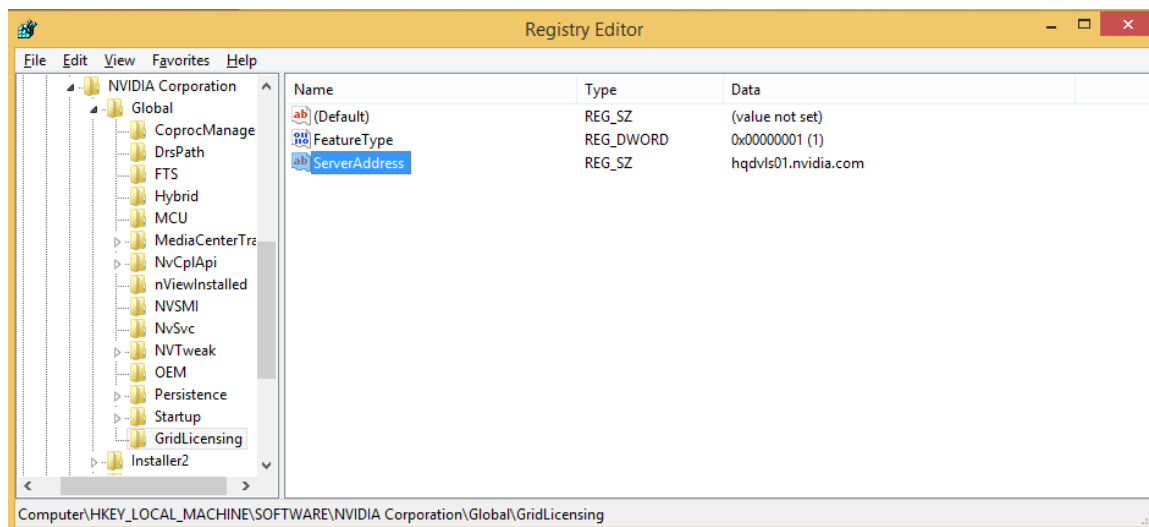 Registry Editor
File Edit View Favorites Help
NVIDIA Corporation
Global
CoprocManage
DrsPath
FTS
Hybrid
MCU
MediaCenterTra
NvCplApi
nViewInstalled
NVSMI
NvSvc
NVTweak
OEM
Persistence
Startup
GridLicensing
Installer2
Name Type Data
ab (Default) REG_SZ (value not set)
FeatureType REG_DWORD 0x00000001 (1)
ab ServerAddress REG_SZ hqdvls01.nvidia.com
Computer\HKEY_LOCAL_MACHINE\SOFTWARE\NVIDIA Corporation\Global\GridLicensing